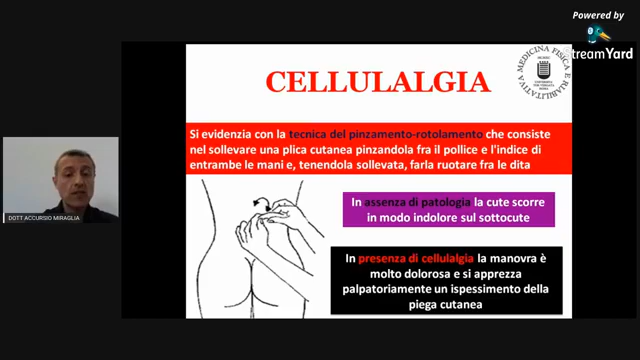 Powered by
StreamYard
CELLULALGIA
MEDICINA FISICA E RIABILITATIVA
Si evidenzia con la tecnica del pinzamento-rotolamento che consiste
nel sollevare una plica cutanea pinzandola fra il pollice e l'indice di
entrambe le mani e, tenendola sollevata, farla ruotare fra le dita
In assenza di patologia la cute scorre
in modo indolore sul sottocute
DOTT ACCURSIO MIRAGLIA
In presenza di cellulalgia la manovra è
molto dolorosa e si apprezza
palpatoriamente un ispessimento della
piega cutanea